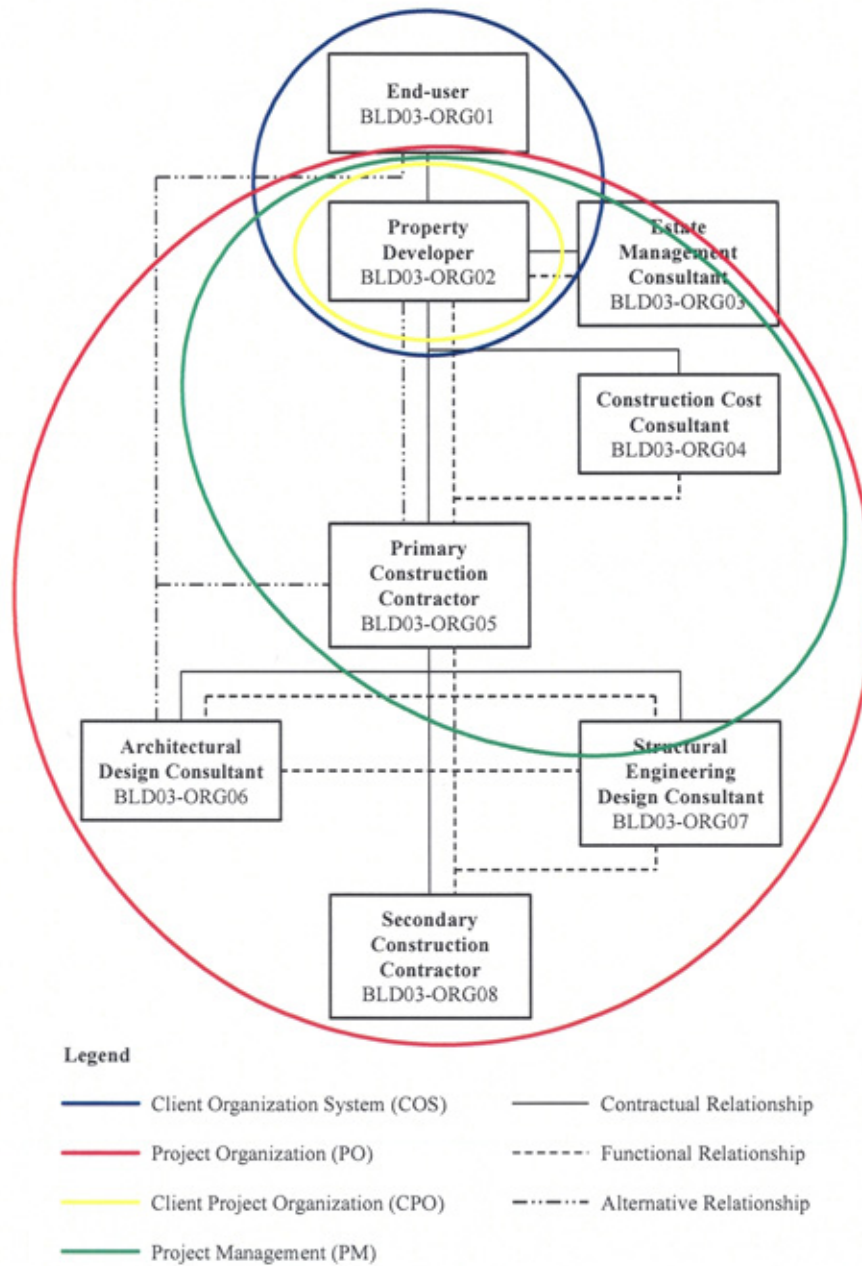 End-user
BLD03-ORG01
Property
Developer
BLD03-ORG02
Estate
Management
Consultant
BLD03-ORG03
Construction Cost
Consultant
BLD03-ORG04
Primary
Construction
Contractor
BLD03-ORG05
Architectural
Design Consultant
BLD03-ORG06
Structural
Engineering
Design Consultant
BLD03-ORG07
Secondary
Construction
Contractor
BLD03-ORG08
Legend
Client Organization System (COS)
Contractual Relationship
Project Organization (PO)
Functional Relationship
Client Project Organization (CPO)
Alternative Relationship
Project Management (PM)